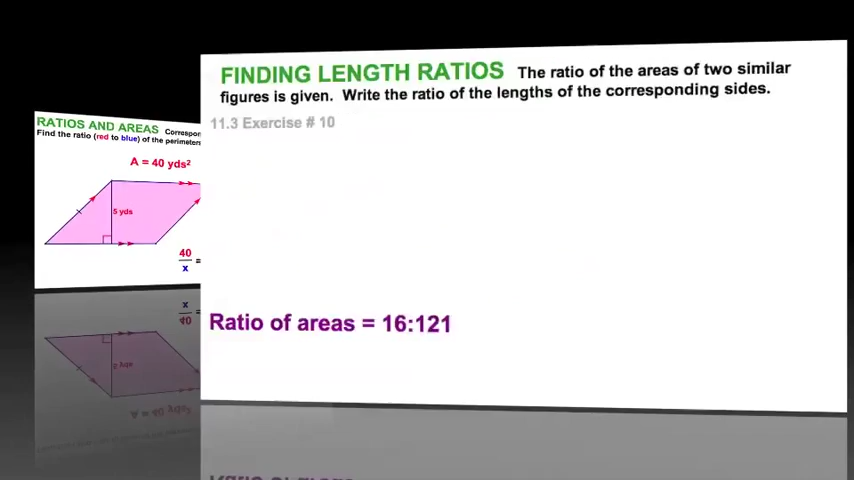 FINDING LENGTH RATIOS The ratio of the areas of two similar
figures is given. Write the ratio of the lengths of the corresponding sides.
11.3 Exercise # 10
Ratio of areas = 16:121
RATIOS AND AREAS
Find the ratio (red to blue) of the perimeters
A = 40 yds²
5 yds
40
x =